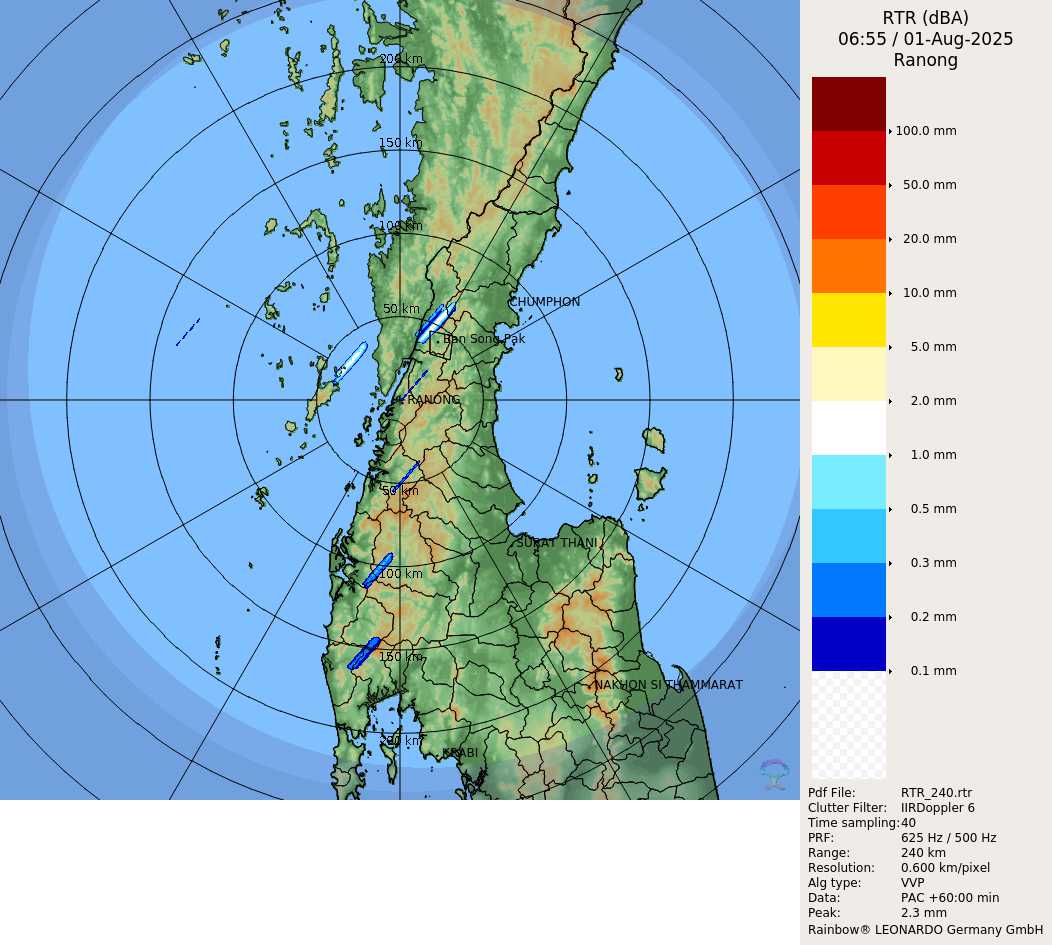 RTR (dBA)
06:55 / 01-Aug-2025
Ranong
200 km
150 km
100 km
50 km
CHUMPHON
Ban Song Pak
RANONG
50 km
SURAT THANI
100 km
150 km
NAKHON SI THAMMARAT
200 km
KRABI
100.0 mm
50.0 mm
20.0 mm
10.0 mm
5.0 mm
2.0 mm
1.0 mm
0.5 mm
0.3 mm
0.2 mm
0.1 mm
Pdf File: RTR_240.rtr
Clutter Filter: IIRDoppler 6
Time sampling: 40
PRF: 625 Hz / 500 Hz
Range: 240 km
Resolution: 0.600 km/pixel
Alg type: VVP
Data: PAC +60:00 min
Peak: 2.3 mm
Rainbow® LEONARDO Germany GmbH